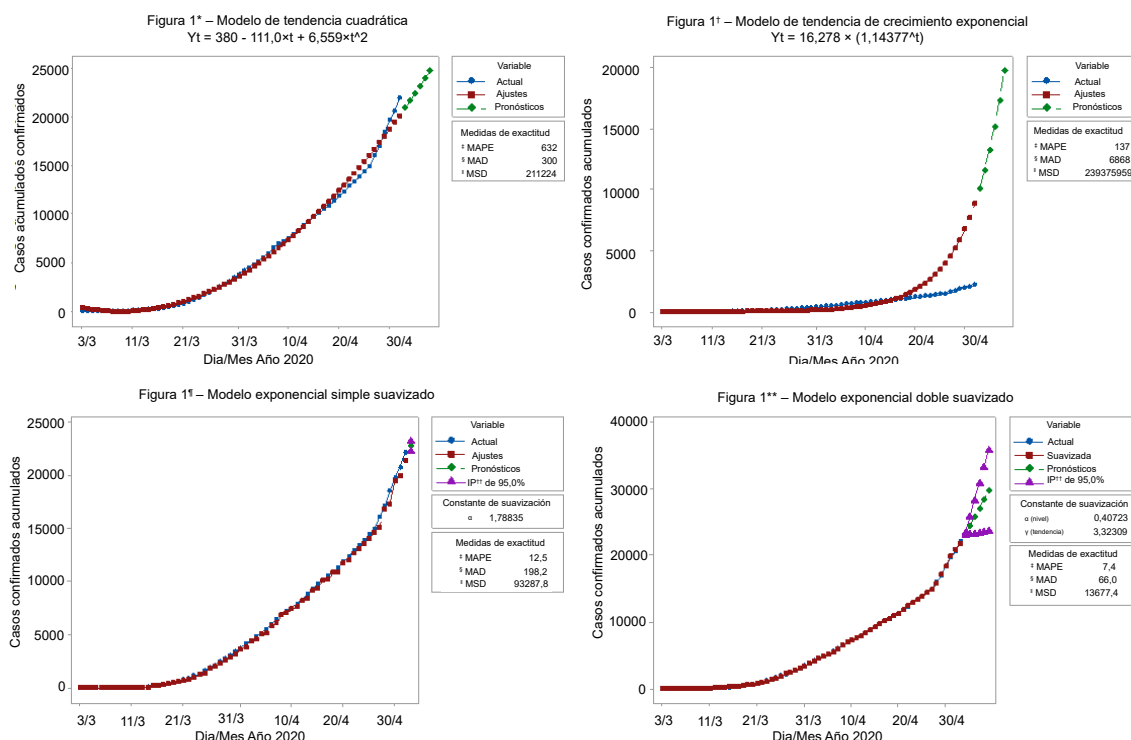 Figura 1* – Modelo de tendencia cuadrática
Yt = 380 - 111,0×t + 6,559×t^2
Casos acumulados confirmados
25000
20000
15000
10000
5000
0
3/3 11/3 21/3 31/3 10/4 20/4 30/4
Dia/Mes Año 2020
Variable
Actual
Ajustes
Pronósticos
Medidas de exactitud
‡ MAPE 632
§ MAD 300
‖ MSD 211224
Figura 1† – Modelo de tendencia de crecimiento exponencial
Yt = 16,278 × (1,14377^t)
Casos confirmados acumulados
20000
15000
10000
5000
0
3/3 11/3 21/3 31/3 10/4 20/4 30/4
Dia/Mes Año 2020
Variable
Actual
Ajustes
Pronósticos
Medidas de exactitud
‡ MAPE 137
§ MAD 6868
‖ MSD 239375959
Figura 1¶ – Modelo exponencial simple suavizado
Casos confirmados acumulados
25000
20000
15000
10000
5000
0
3/3 11/3 21/3 31/3 10/4 20/4 30/4
Dia/Mes Año 2020
Variable
Actual
Ajustes
Pronósticos
IP†† de 95,0%
Constante de suavización
α 1,78835
Medidas de exactitud
‡ MAPE 12,5
§ MAD 198,2
‖ MSD 93287,8
Figura 1** – Modelo exponencial doble suavizado
Casos confirmados acumulados
40000
30000
20000
10000
0
3/3 11/3 21/3 31/3 10/4 20/4 30/4
Dia/Mes Año 2020
Variable
Actual
Suavizada
Pronósticos
IP†† de 95,0%
Constante de suavización
α (nivel) 0,40723
γ (tendencia) 3,32309
Medidas de exactitud
‡ MAPE 7,4
§ MAD 66,0
‖ MSD 13677,4